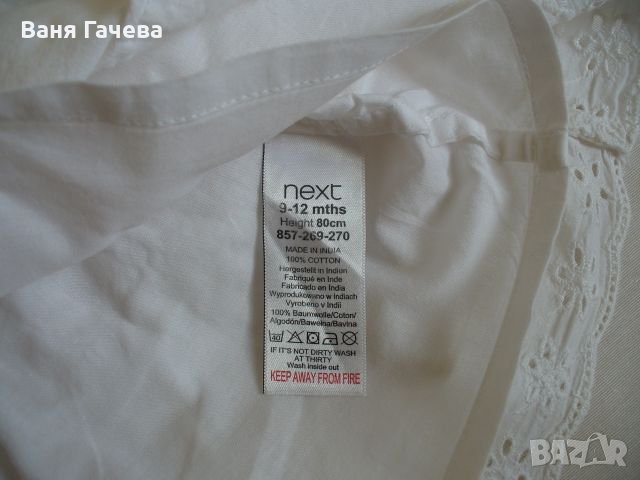 Ваня Гачева
next
9-12 mths
Height 80cm
857-269-270
MADE IN INDIA
100% COTTON
Hergestellt in Indien
Fabriqué en Inde
Fabricado en India
Wyprodukowano w Indiach
Vyrobeno v Indii
100% Baumwolle/Coton/
Algodón/Bawełna/Bavlna
40
IF IT'S NOT DIRTY WASH
AT THIRTY
Wash inside out
KEEP AWAY FROM FIRE
BAZAR